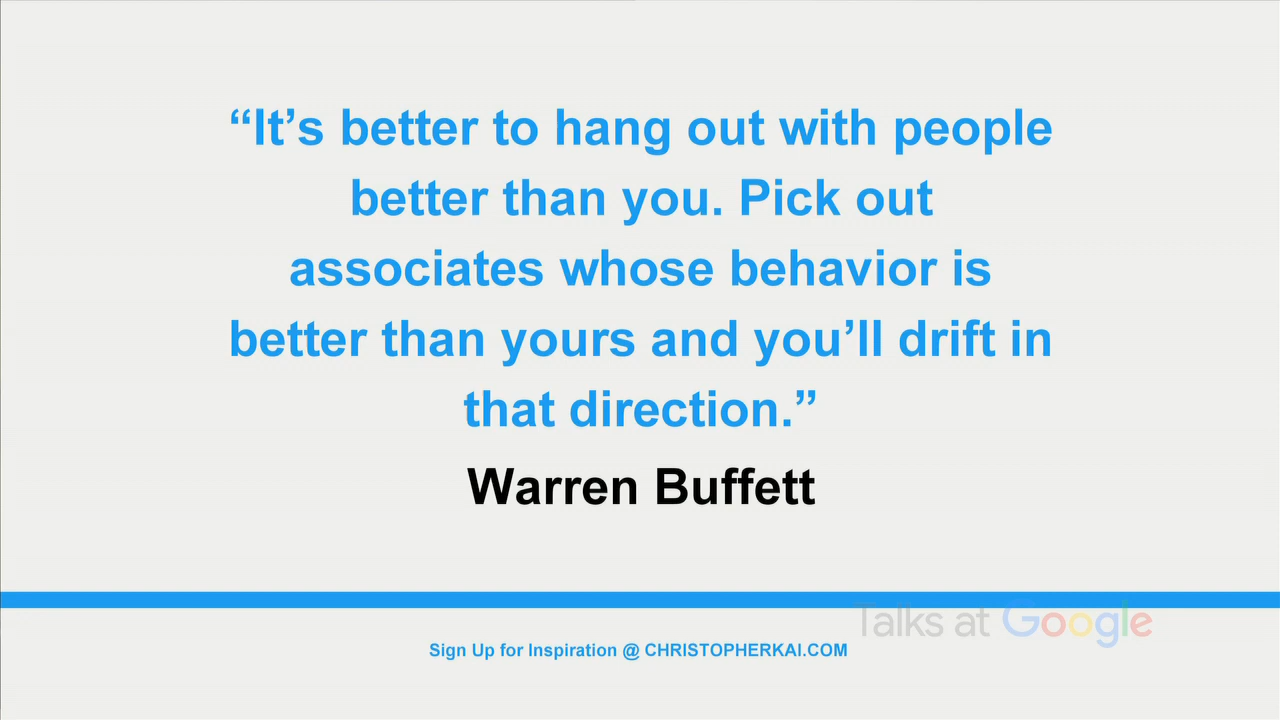 “It’s better to hang out with people
better than you. Pick out
associates whose behavior is
better than yours and you’ll drift in
that direction.”
Warren Buffett
Talks at Google
Sign Up for Inspiration @ CHRISTOPHERKAI.COM